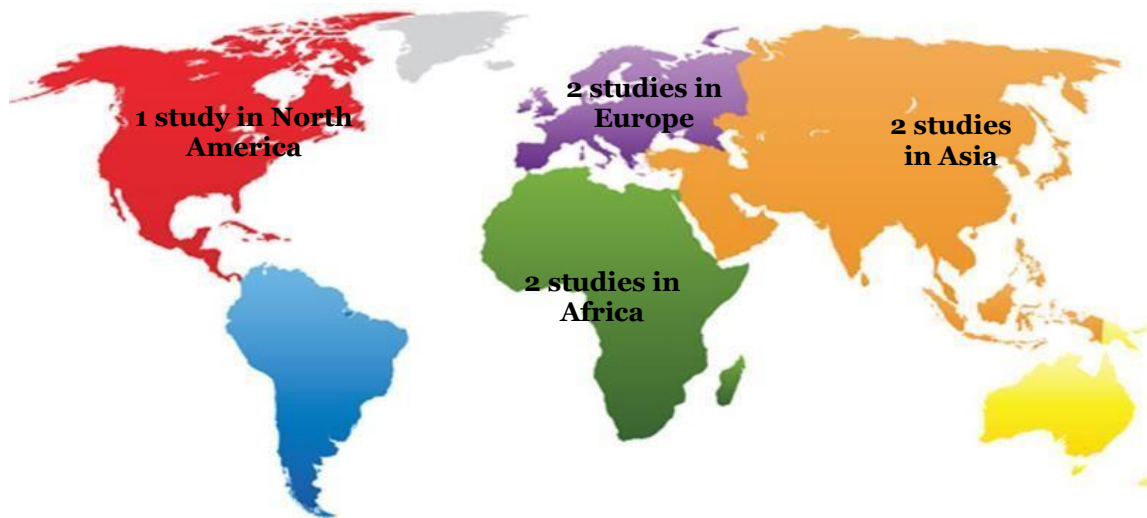 1 study in North
America
2 studies in
Europe
2 studies
in Asia
2 studies in
Africa